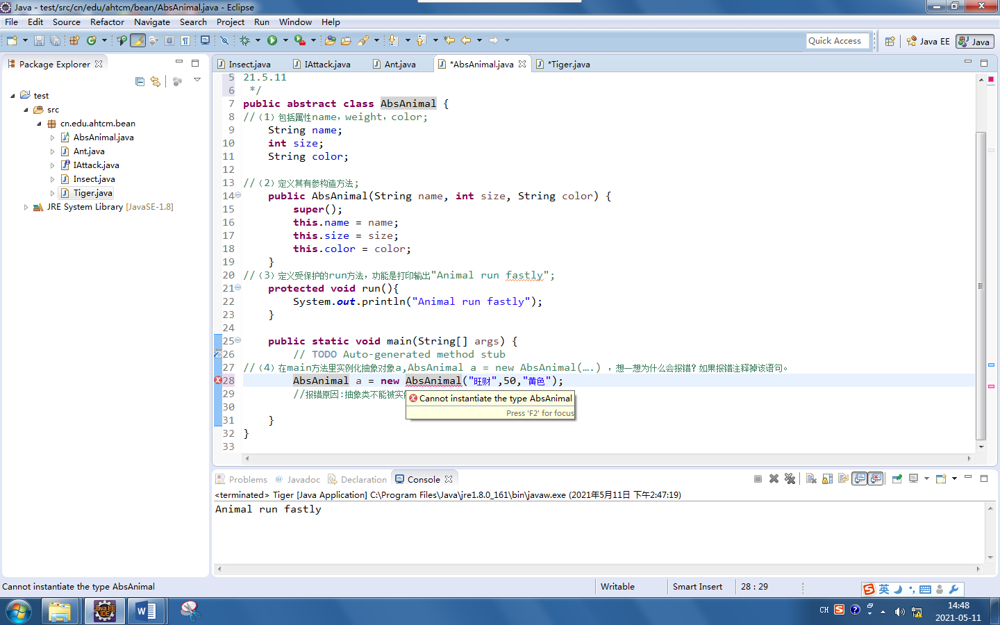 Java - test/src/cn/edu/ahtcm/bean/AbsAnimal.java - Eclipse
File Edit Source Refactor Navigate Search Project Run Window Help
Quick Access Java EE Java
Package Explorer
test
src
cn.edu.ahtcm.bean
AbsAnimal.java
Ant.java
IAttack.java
Insect.java
Tiger.java
JRE System Library [JavaSE-1.8]
Insect.java IAttack.java Ant.java *AbsAnimal.java *Tiger.java
5 21.5.11
6 */
7 public abstract class AbsAnimal {
8 //（1）包括属性name，weight，color;
9 String name;
10 int size;
11 String color;
12
13 //（2）定义其有参构造方法;
14 public AbsAnimal(String name, int size, String color) {
15 super();
16 this.name = name;
17 this.size = size;
18 this.color = color;
19 }
20 //（3）定义受保护的run方法，功能是打印输出"Animal run fastly";
21 protected void run(){
22 System.out.println("Animal run fastly");
23 }
24
25 public static void main(String[] args) {
26 // TODO Auto-generated method stub
27 //（4）在main方法里实例化抽象对象a,AbsAnimal a = new AbsAnimal(….) ，想一想为什么会报错？如果报错注释掉该语句。
28 AbsAnimal a = new AbsAnimal("旺财",50,"黄色");
29 //报错原因:抽象类不能被实
Cannot instantiate the type AbsAnimal
Press 'F2' for focus
30
31 }
32 }
33
Problems @ Javadoc Declaration Console
<terminated> Tiger [Java Application] C:\Program Files\Java\jre1.8.0_161\bin\javaw.exe (2021年5月11日 下午2:47:19)
Animal run fastly
Cannot instantiate the type AbsAnimal Writable Smart Insert 28 : 29
英
Java EE IDE
CH
14:48
2021-05-11